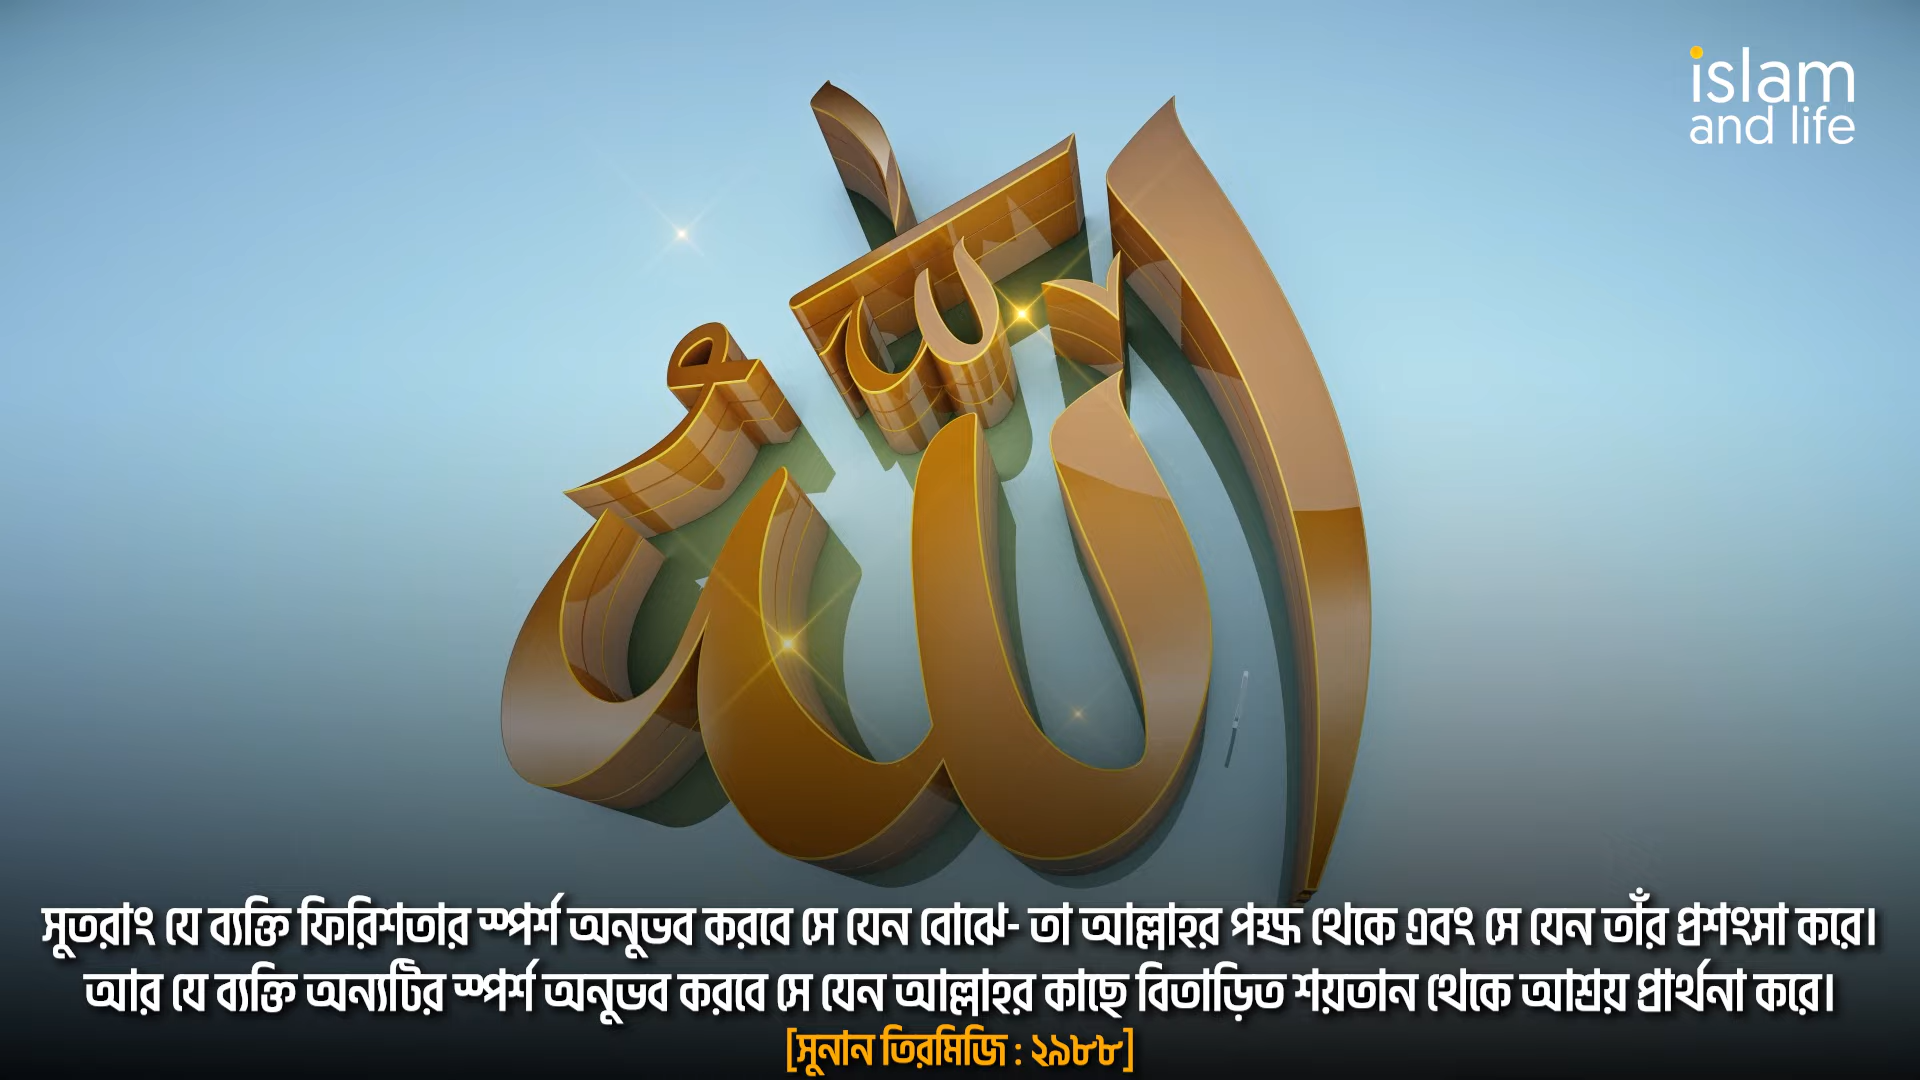 islam
and life
الله
সুতরাং যে ব্যক্তি ফিরিশতার স্পর্শ অনুভব করবে সে যেন বোঝে- তা আল্লাহর পক্ষ থেকে এবং সে যেন তাঁর প্রশংসা করে।
আর যে ব্যক্তি অন্যটির স্পর্শ অনুভব করবে সে যেন আল্লাহর কাছে বিতাড়িত শয়তান থেকে আশ্রয় প্রার্থনা করে।
[সুনান তিরমিজি : ২৯৮৮]